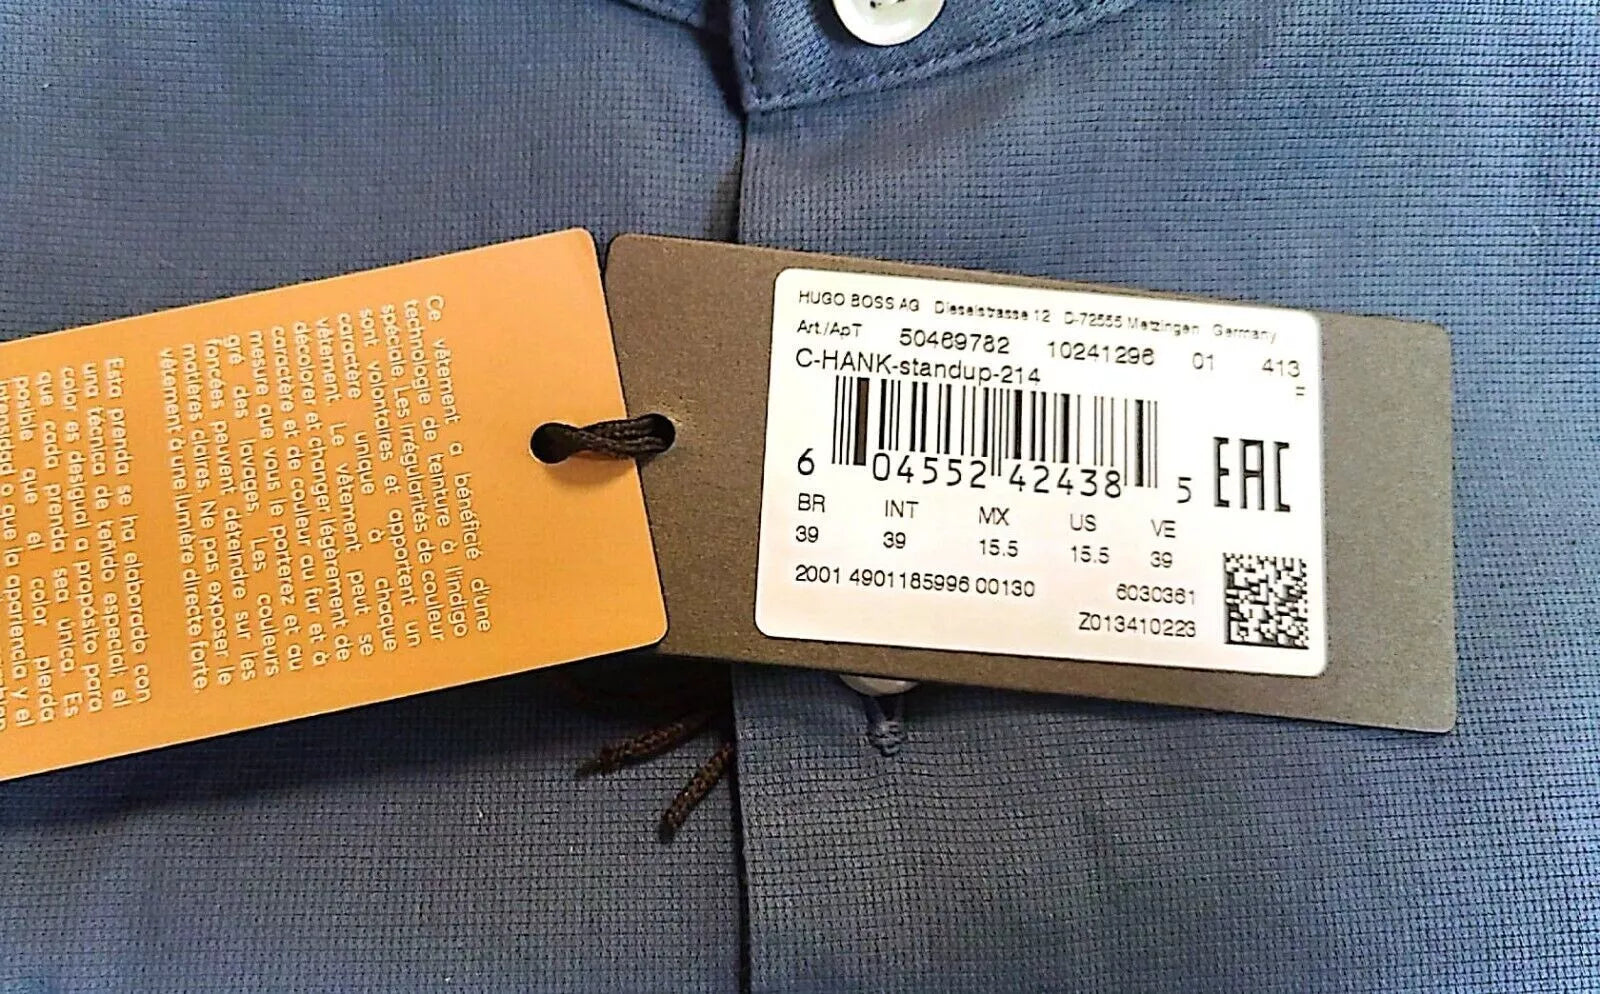 Ce vêtement a bénéficié d'une
technologie de teinture à l'indigo
spéciale. Les irrégularités de couleur
sont volontaires et apportent un
caractère unique à chaque
vêtement. Le vêtement peut se
décolorer et changer légèrement de
caractère et de couleur au fur et à
mesure que vous le porterez et au
gré des lavages. Les couleurs
foncées peuvent déteindre sur les
matières claires. Ne pas exposer le
vêtement à une lumière directe forte.
Esta prenda se ha elaborado con
una técnica de teñido especial; el
color es desigual a propósito para
que cada prenda sea única. Es
posible que el color pierda
intensidad o que la apariencia y el
HUGO BOSS AG Dieselstrasse 12 D-72555 Metzingen Germany
Art./АрТ 50469782 10241296 01 413
C-HANK-standup-214 F
6 04552 42438 5
EAC
BR INT MX US VE
39 39 15.5 15.5 39
2001 4901185996 00130 6030361
Z013410223